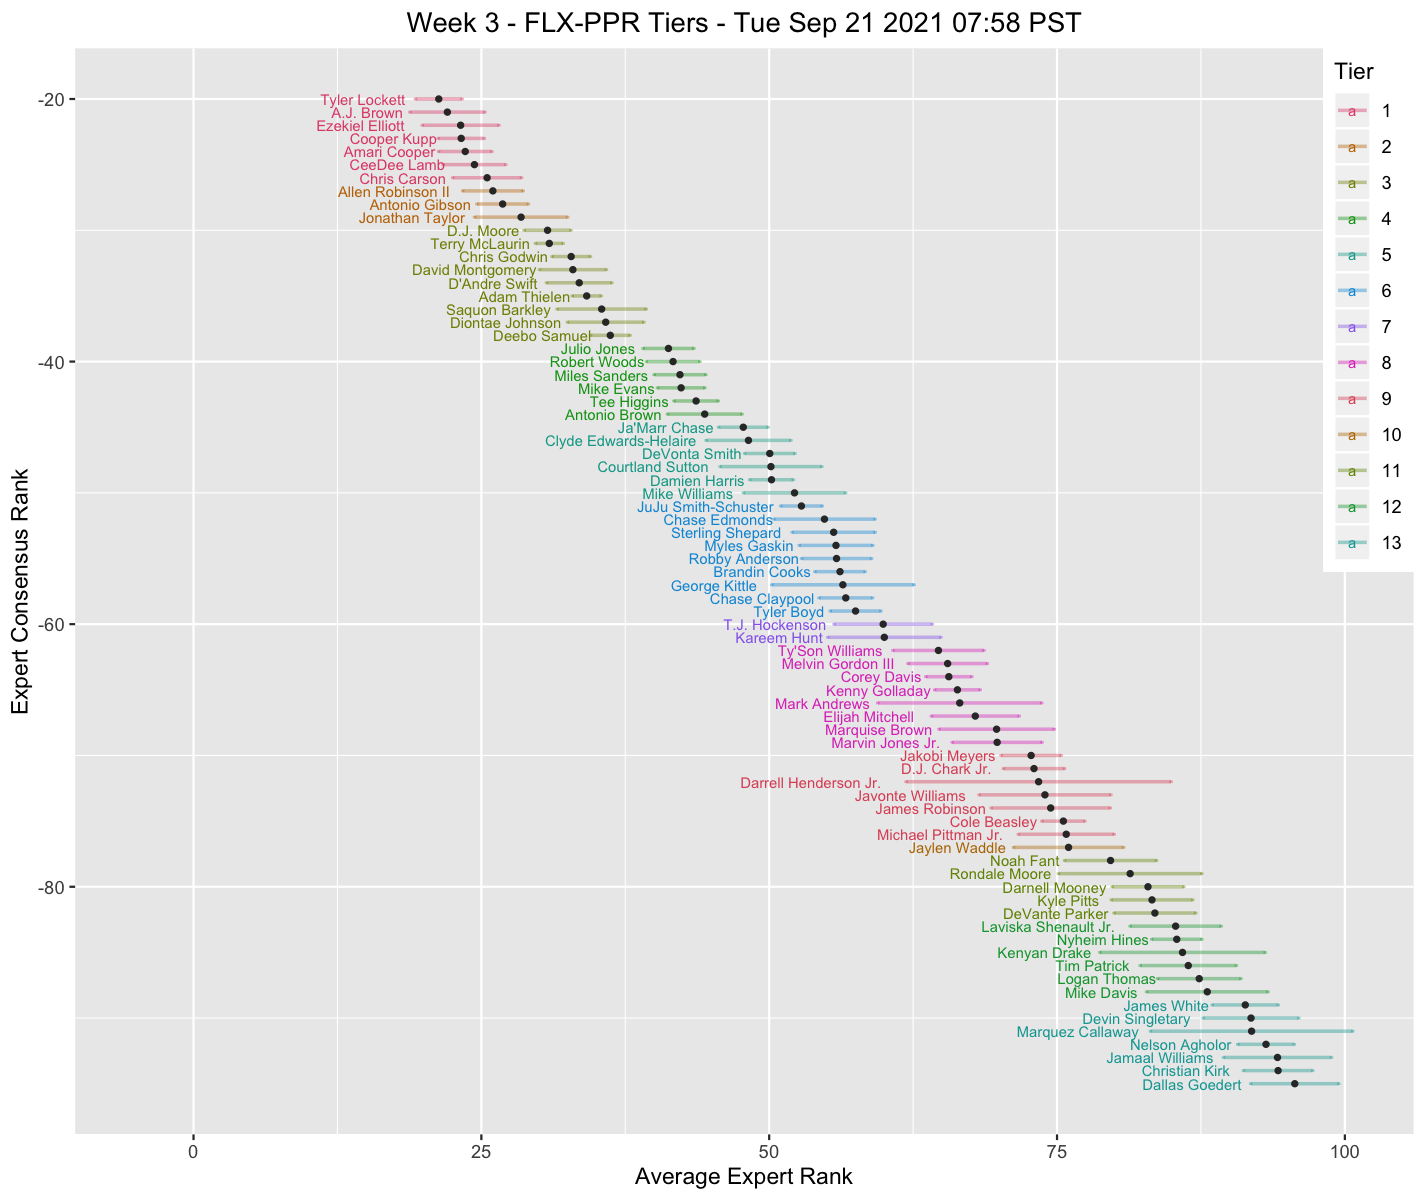 Week 3 - FLX-PPR Tiers - Tue Sep 21 2021 07:58 PST
Expert Consensus Rank
-20
-40
-60
-80
Tyler Lockett
A.J. Brown
Ezekiel Elliott
Cooper Kupp
Amari Cooper
CeeDee Lamb
Chris Carson
Allen Robinson II
Antonio Gibson
Jonathan Taylor
D.J. Moore
Terry McLaurin
Chris Godwin
David Montgomery
D'Andre Swift
Adam Thielen
Saquon Barkley
Diontae Johnson
Deebo Samuel
Julio Jones
Robert Woods
Miles Sanders
Mike Evans
Tee Higgins
Antonio Brown
Ja'Marr Chase
Clyde Edwards-Helaire
DeVonta Smith
Courtland Sutton
Damien Harris
Mike Williams
JuJu Smith-Schuster
Chase Edmonds
Sterling Shepard
Myles Gaskin
Robby Anderson
Brandin Cooks
George Kittle
Chase Claypool
Tyler Boyd
T.J. Hockenson
Kareem Hunt
Ty'Son Williams
Melvin Gordon III
Corey Davis
Kenny Golladay
Mark Andrews
Elijah Mitchell
Marquise Brown
Marvin Jones Jr.
Jakobi Meyers
D.J. Chark Jr.
Darrell Henderson Jr.
Javonte Williams
James Robinson
Cole Beasley
Michael Pittman Jr.
Jaylen Waddle
Noah Fant
Rondale Moore
Darnell Mooney
Kyle Pitts
DeVante Parker
Laviska Shenault Jr.
Nyheim Hines
Kenyan Drake
Tim Patrick
Logan Thomas
Mike Davis
James White
Devin Singletary
Marquez Callaway
Nelson Agholor
Jamaal Williams
Christian Kirk
Dallas Goedert
Tier
a 1
a 2
a 3
a 4
a 5
a 6
a 7
a 8
a 9
a 10
a 11
a 12
a 13
0 25 50 75 100
Average Expert Rank